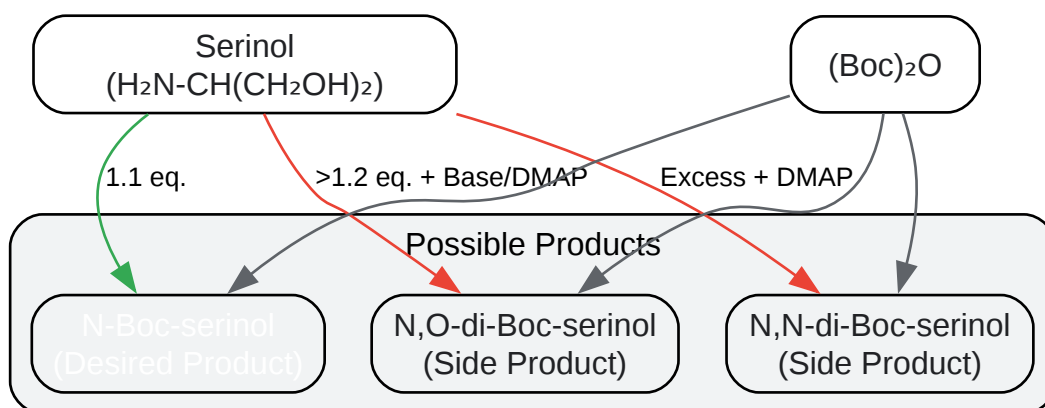 Serinol
(H₂N-CH(CH₂OH)₂)
(Boc)₂O
1.1 eq.
>1.2 eq. + Base/DMAP
Excess + DMAP
Possible Products
N-Boc-serinol
(Desired Product)
N,O-di-Boc-serinol
(Side Product)
N,N-di-Boc-serinol
(Side Product)